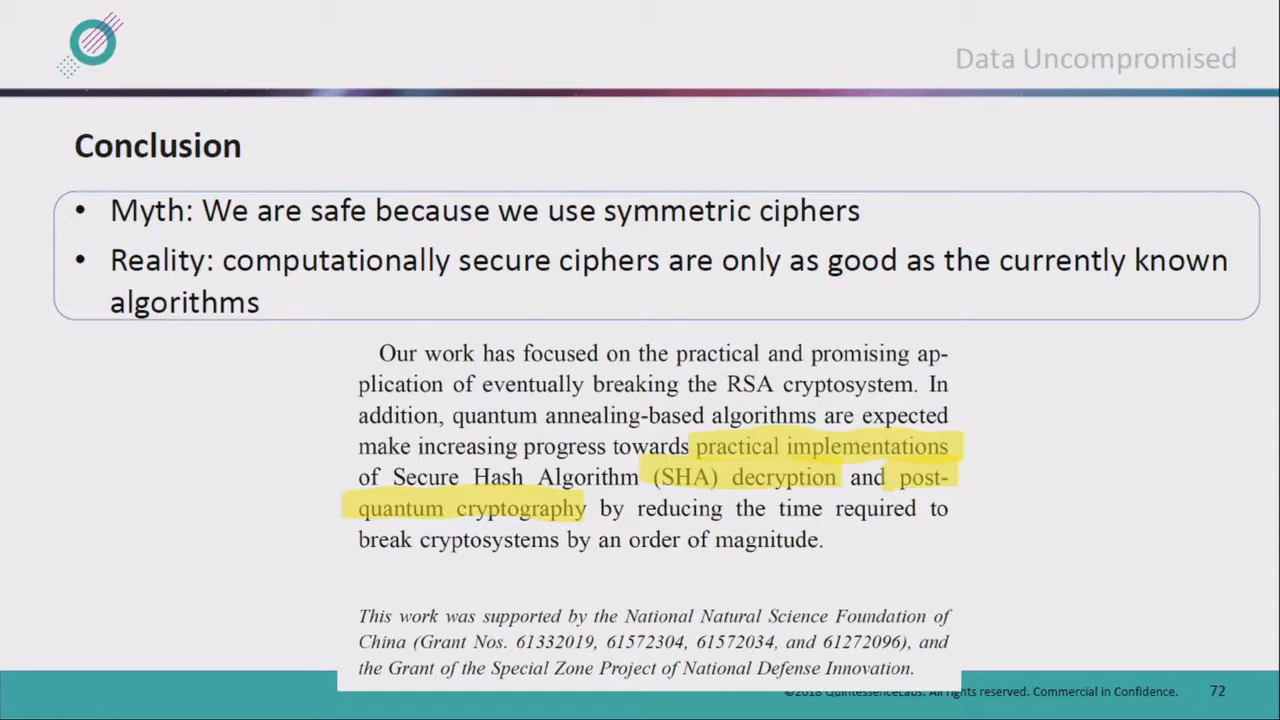 Data Uncompromised
Conclusion
• Myth: We are safe because we use symmetric ciphers
• Reality: computationally secure ciphers are only as good as the currently known
algorithms
Our work has focused on the practical and promising ap-
plication of eventually breaking the RSA cryptosystem. In
addition, quantum annealing-based algorithms are expected
make increasing progress towards practical implementations
of Secure Hash Algorithm (SHA) decryption and post-
quantum cryptography by reducing the time required to
break cryptosystems by an order of magnitude.
This work was supported by the National Natural Science Foundation of
China (Grant Nos. 61332019, 61572304, 61572034, and 61272096), and
the Grant of the Special Zone Project of National Defense Innovation.
©2018 QuintessenceLabs. All rights reserved. Commercial in Confidence.
72